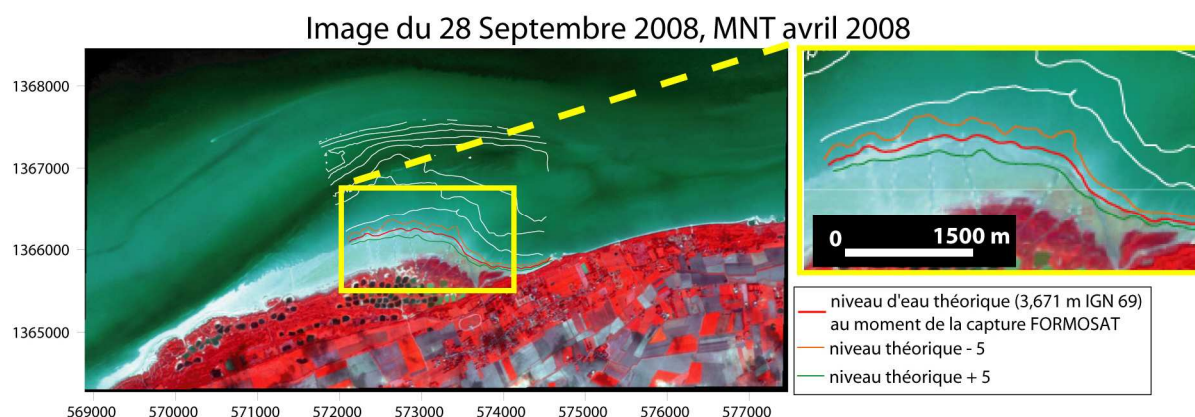 Image du 28 Septembre 2008, MNT avril 2008
1368000
1367000
1366000
1365000
569000 570000 571000 572000 573000 574000 575000 576000 577000
0 1500 m
niveau d'eau théorique (3,671 m IGN 69)
au moment de la capture FORMOSAT
niveau théorique - 5
niveau théorique + 5